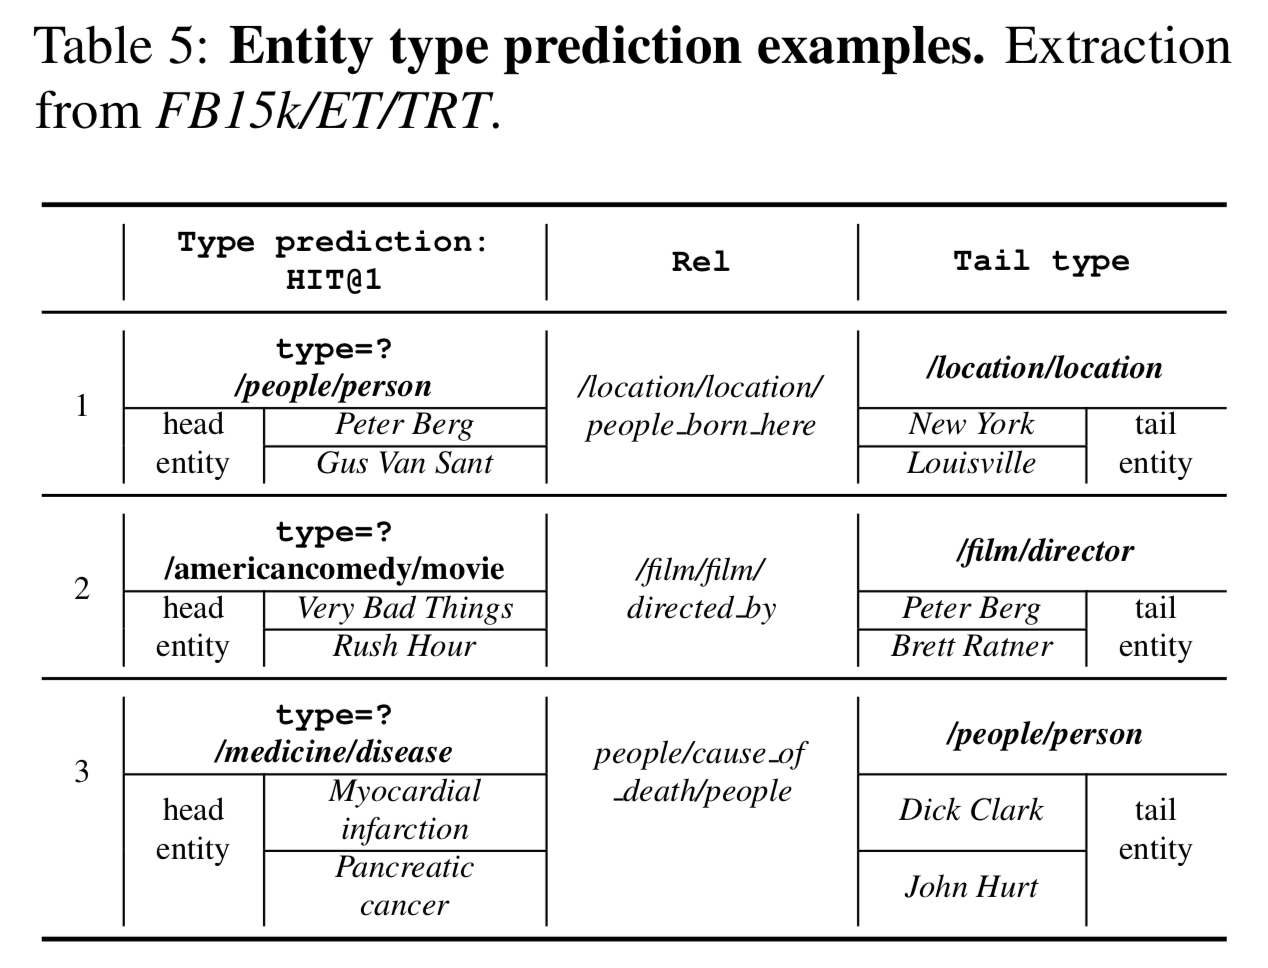 Table 5: Entity type prediction examples. Extraction
from FB15k/ET/TRT.
Type prediction:
HIT@1
Rel
Tail type
1
type=?
/people/person
head
entity
Peter Berg
Gus Van Sant
/location/location/
people_born_here
/location/location
New York
Louisville
tail
entity
2
type=?
/americancomedy/movie
head
entity
Very Bad Things
Rush Hour
/film/film/
directed_by
/film/director
Peter Berg
Brett Ratner
tail
entity
3
type=?
/medicine/disease
head
entity
Myocardial
infarction
Pancreatic
cancer
people/cause_of
_death/people
/people/person
Dick Clark
John Hurt
tail
entity